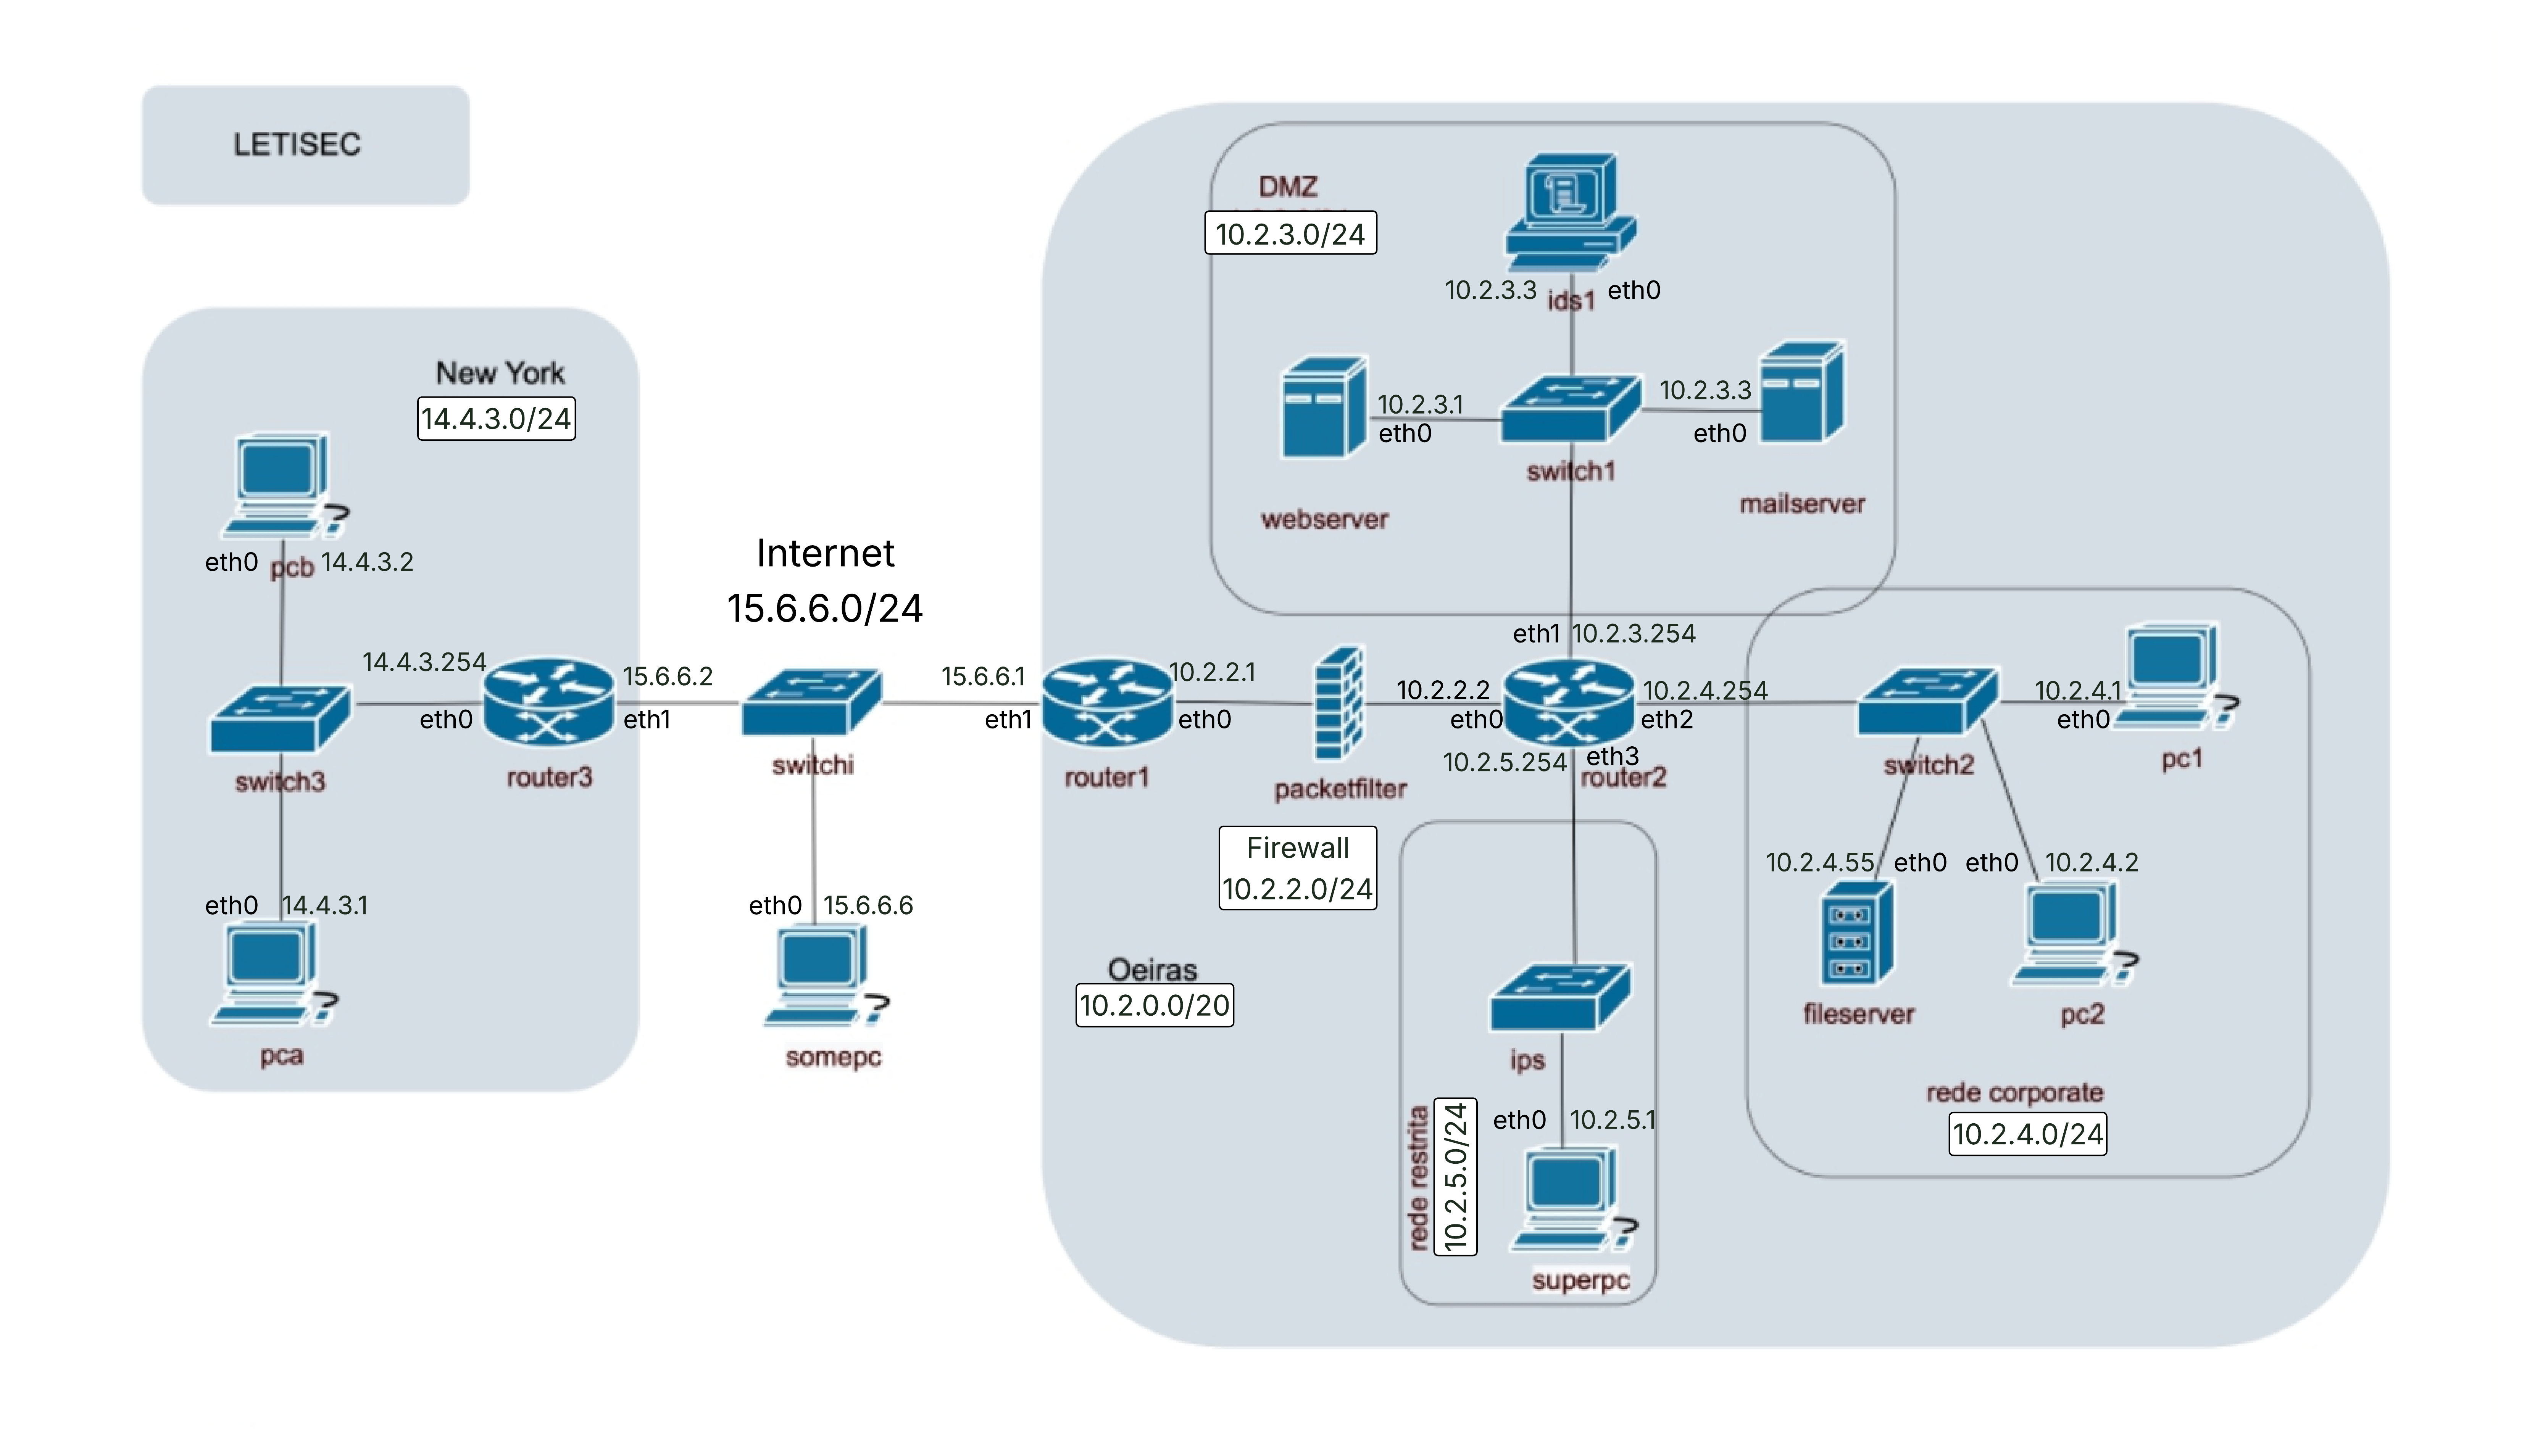 LETISEC
New York
14.4.3.0/24
eth0 pcb 14.4.3.2
14.4.3.254
eth0
switch3
router3
15.6.6.2
eth1
eth0 14.4.3.1
pca
Internet
15.6.6.0/24
switchi
eth0 15.6.6.6
somepc
15.6.6.1
eth1
router1
10.2.2.1
eth0
packetfilter
Firewall
10.2.2.0/24
Oeiras
10.2.0.0/20
DMZ
10.2.3.0/24
10.2.3.3 ids1 eth0
10.2.3.1
eth0
webserver
switch1
10.2.3.3
eth0
mailserver
eth1 10.2.3.254
10.2.2.2
eth0
10.2.4.254
eth2
10.2.5.254 eth3
router2
switch2
10.2.4.1
eth0
pc1
10.2.4.55 eth0
fileserver
eth0 10.2.4.2
pc2
rede corporate
10.2.4.0/24
ips
rede restrita
10.2.5.0/24
eth0 10.2.5.1
superpc